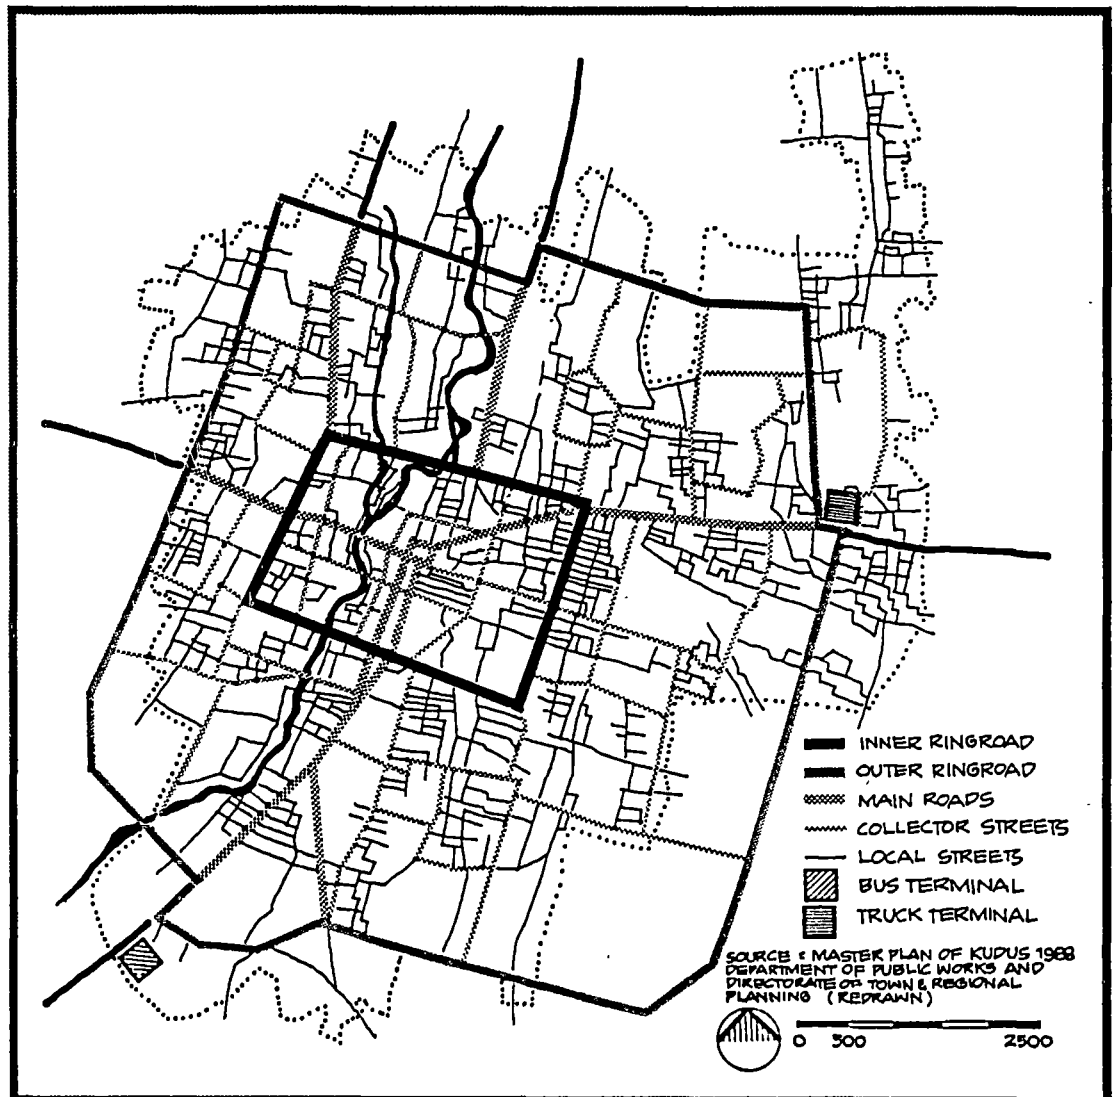 INNER RINGROAD
OUTER RINGROAD
MAIN ROADS
COLLECTOR STREETS
LOCAL STREETS
BUS TERMINAL
TRUCK TERMINAL
SOURCE : MASTER PLAN OF KUDUS 1988
DEPARTMENT OF PUBLIC WORKS AND
DIRECTORATE OF TOWN & REGIONAL
PLANNING (REDRAWN)
0 500 2500